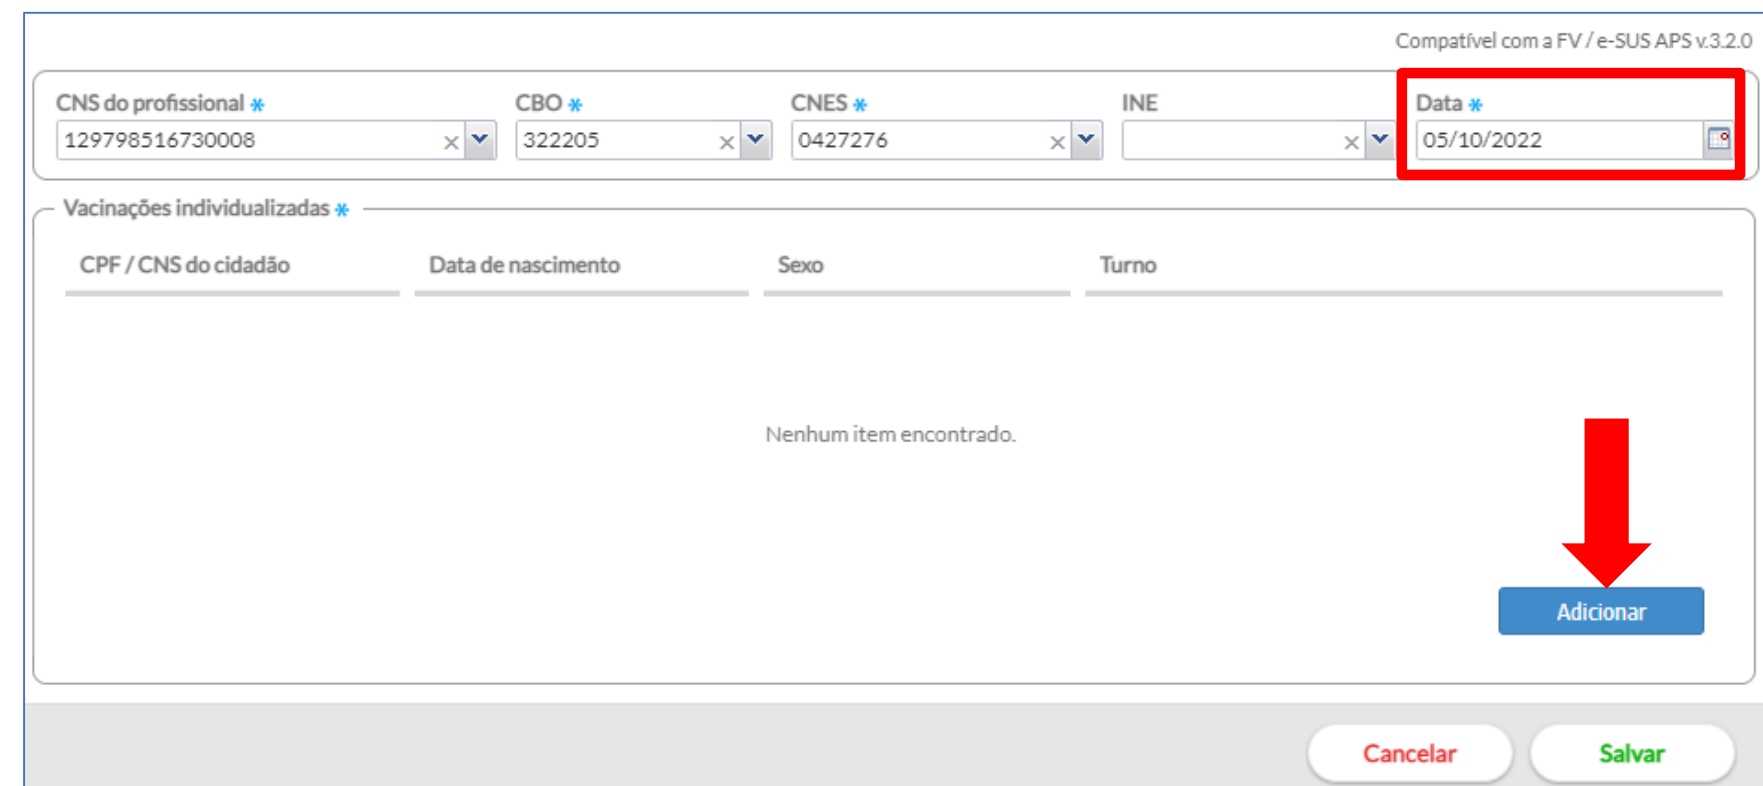 Compatível com a FV / e-SUS APS v.3.2.0
CNS do profissional * CBO * CNES * INE Data *
129798516730008 322205 0427276 05/10/2022
Vacinações individualizadas *
CPF / CNS do cidadão Data de nascimento Sexo Turno
Nenhum item encontrado.
Adicionar
Cancelar Salvar